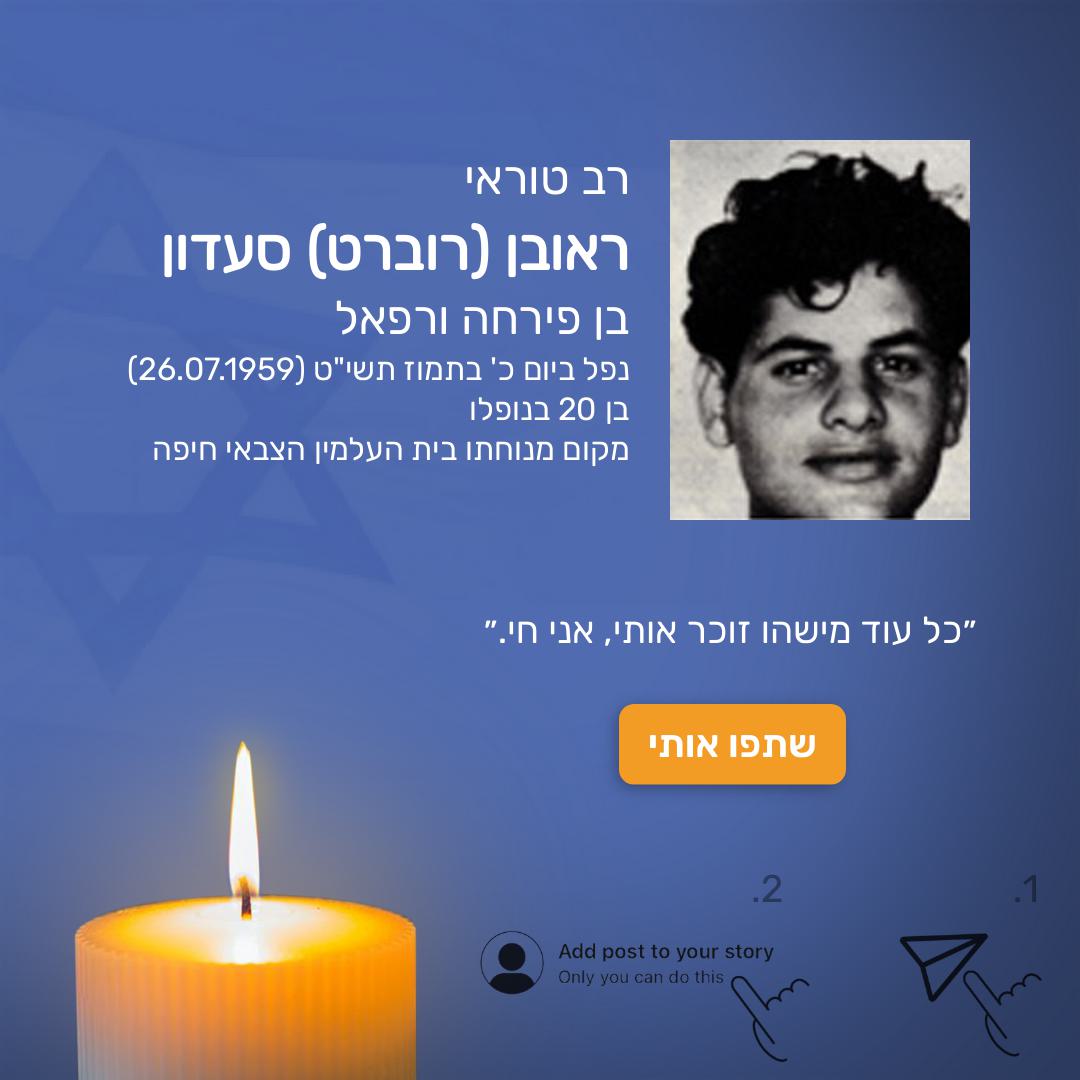 רב טוראי
ראובן (רוברט) סעדון
בן פירחה ורפאל
נפל ביום כ' בתמוז תשי"ט (26.07.1959)
בן 20 בנופלו
מקום מנוחתו בית העלמין הצבאי חיפה
״כל עוד מישהו זוכר אותי, אני חי.״
שתפו אותי
1.
2.
Add post to your story
Only you can do this